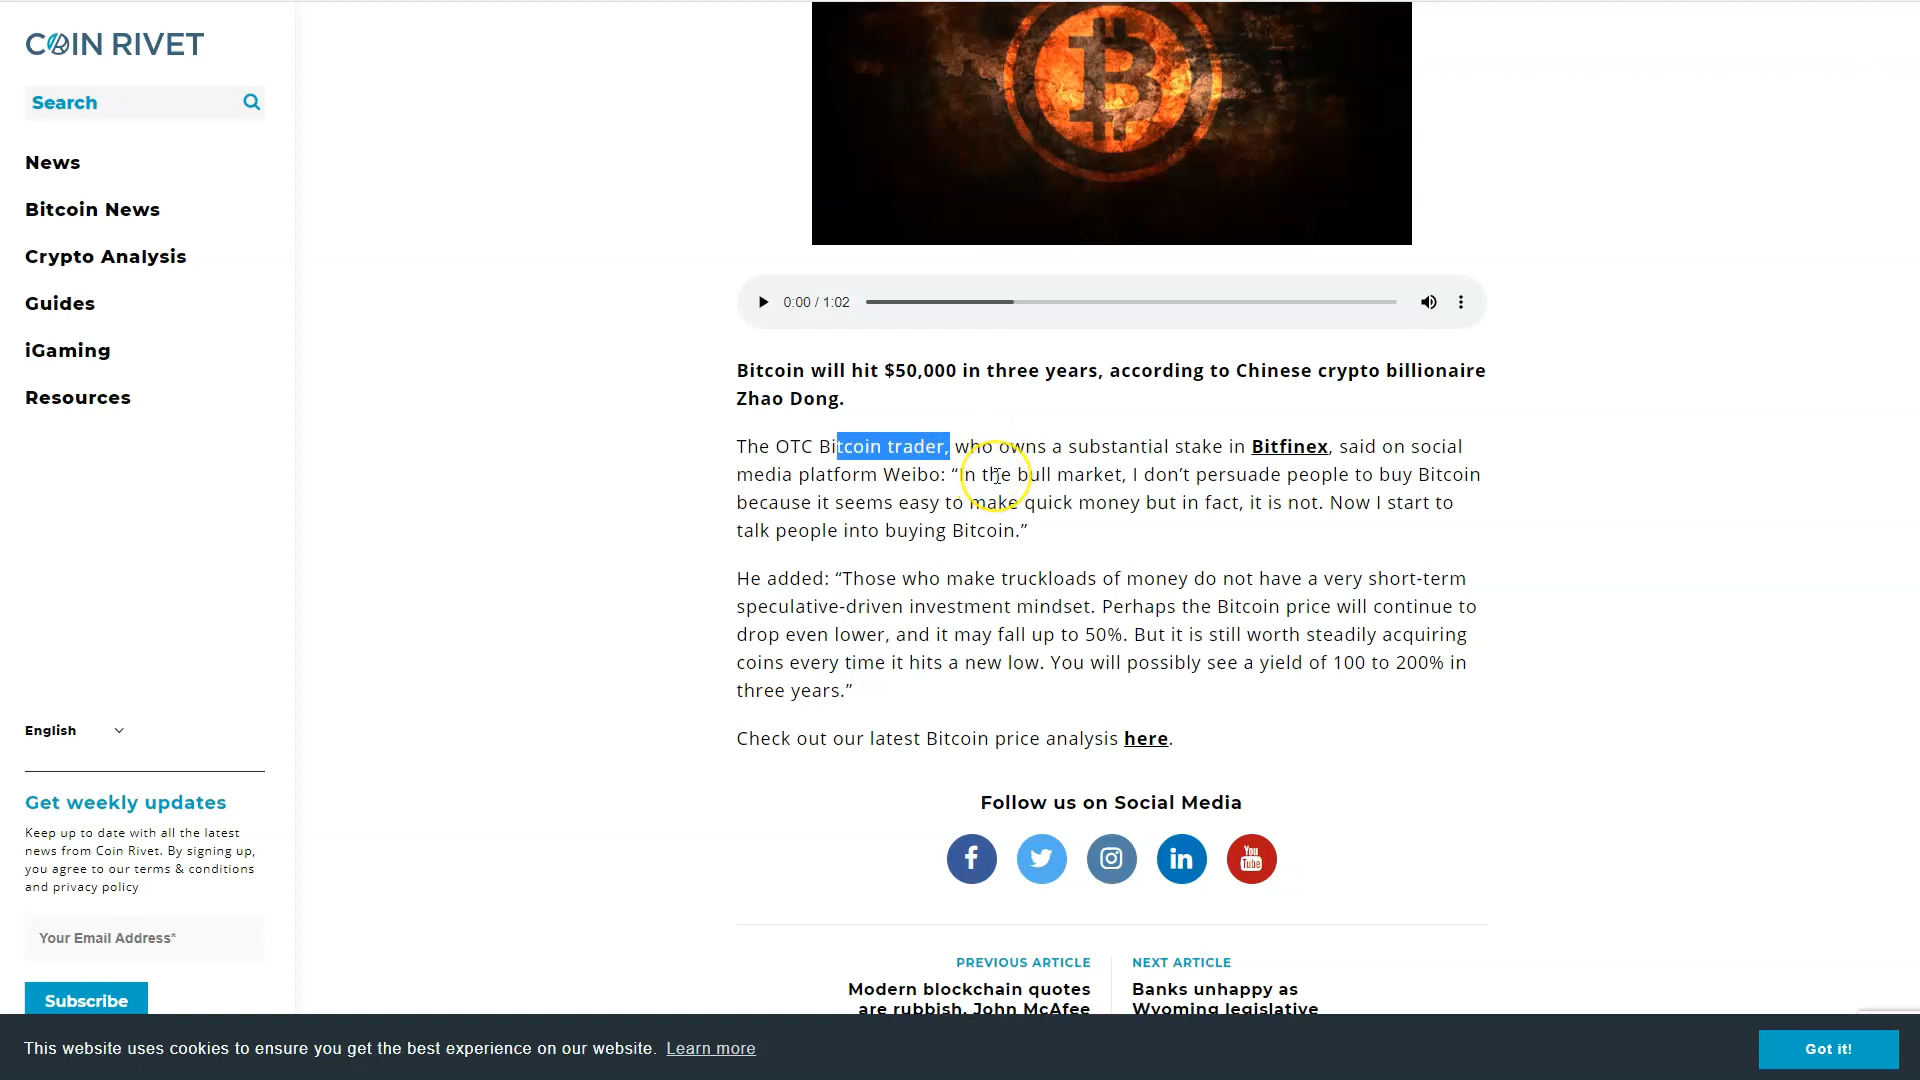 COIN RIVET
Search
News
Bitcoin News
Crypto Analysis
Guides
iGaming
Resources
English
Get weekly updates
Keep up to date with all the latest
news from Coin Rivet. By signing up,
you agree to our terms & conditions
and privacy policy
Your Email Address*
Subscribe
0:00 / 1:02
Bitcoin will hit $50,000 in three years, according to Chinese crypto billionaire
Zhao Dong.
The OTC Bitcoin trader, who owns a substantial stake in Bitfinex, said on social
media platform Weibo: “In the bull market, I don’t persuade people to buy Bitcoin
because it seems easy to make quick money but in fact, it is not. Now I start to
talk people into buying Bitcoin.”
He added: “Those who make truckloads of money do not have a very short-term
speculative-driven investment mindset. Perhaps the Bitcoin price will continue to
drop even lower, and it may fall up to 50%. But it is still worth steadily acquiring
coins every time it hits a new low. You will possibly see a yield of 100 to 200% in
three years.”
Check out our latest Bitcoin price analysis here.
Follow us on Social Media
You
Tube
PREVIOUS ARTICLE
Modern blockchain quotes
are rubbish, John McAfee
NEXT ARTICLE
Banks unhappy as
Wyoming legislative
This website uses cookies to ensure you get the best experience on our website. Learn more
Got it!